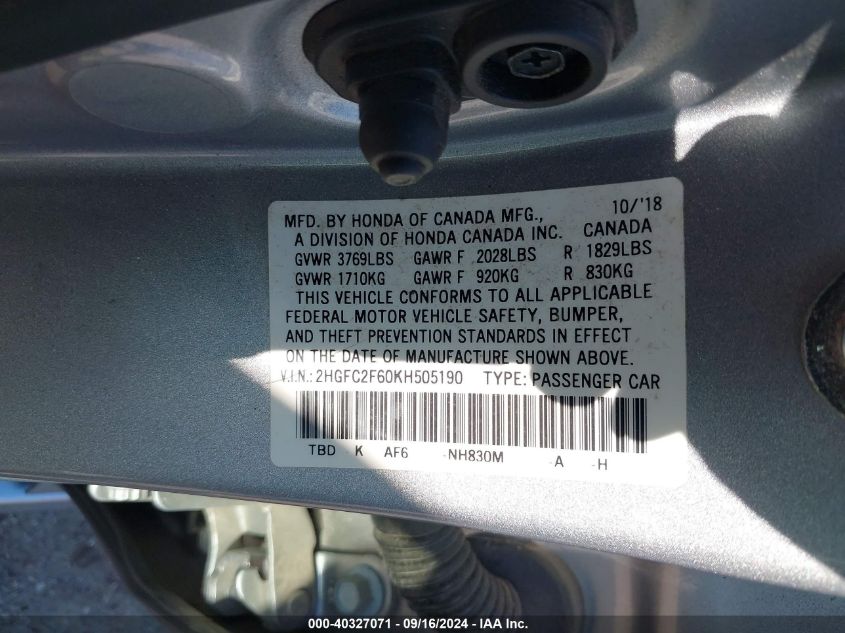 MFD. BY HONDA OF CANADA MFG., 10/'18
A DIVISION OF HONDA CANADA INC. CANADA
GVWR 3769LBS GAWR F 2028LBS R 1829LBS
GVWR 1710KG GAWR F 920KG R 830KG
THIS VEHICLE CONFORMS TO ALL APPLICABLE
FEDERAL MOTOR VEHICLE SAFETY, BUMPER,
AND THEFT PREVENTION STANDARDS IN EFFECT
ON THE DATE OF MANUFACTURE SHOWN ABOVE.
V.I.N.: 2HGFC2F60KH505190 TYPE: PASSENGER CAR
TBD K AF6 -NH830M -A -H
000-40327071 - 09/16/2024 - IAA Inc.